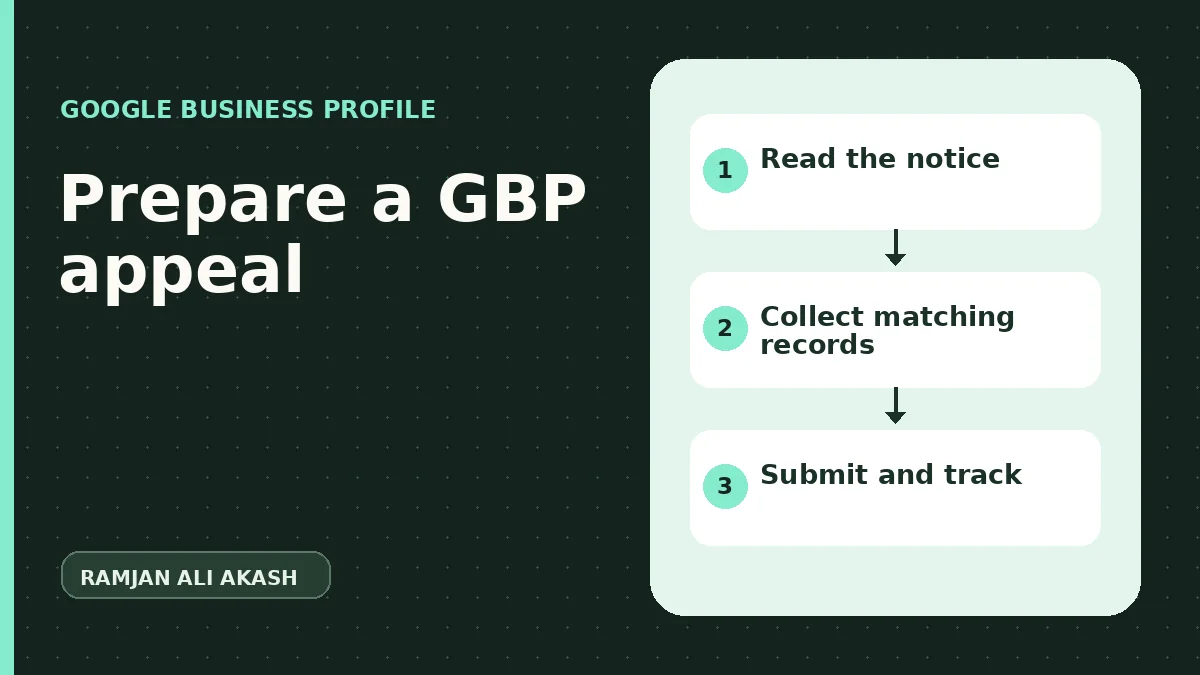 GOOGLE BUSINESS PROFILE
Prepare a GBP
appeal
RAMJAN ALI AKASH
1
Read the notice
2
Collect matching
records
3
Submit and track